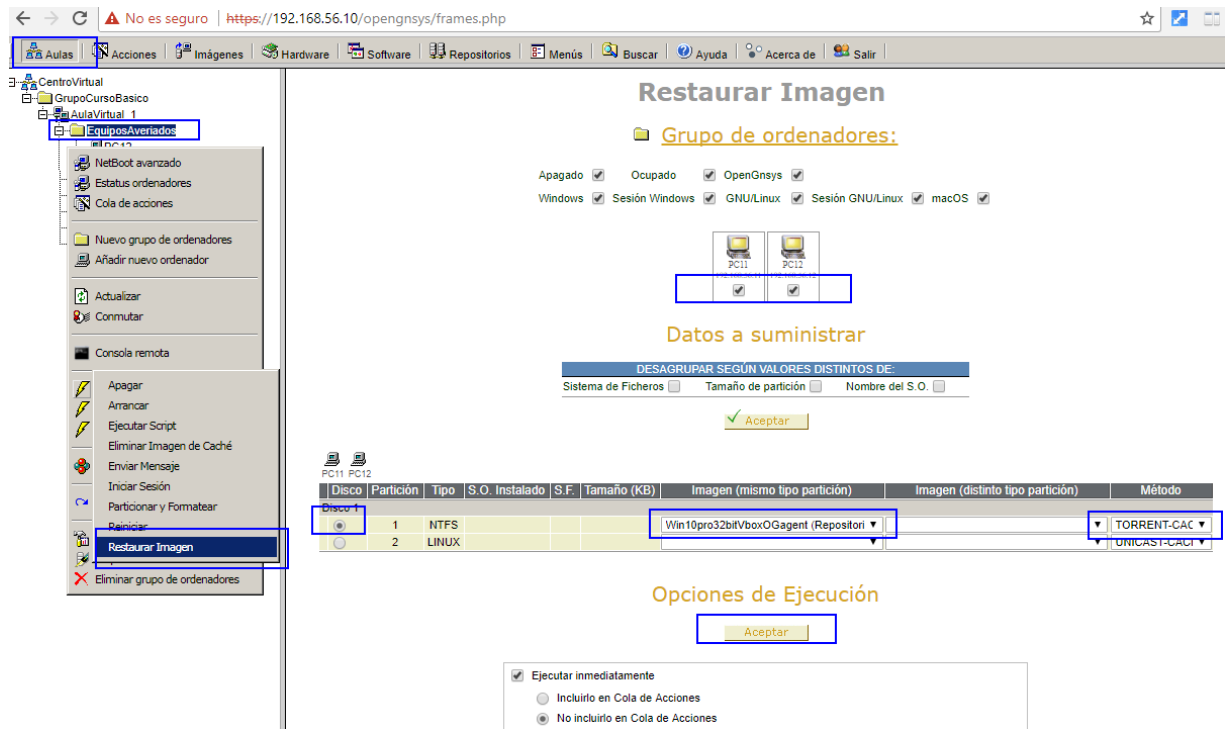 No es seguro | https://192.168.56.10/opengnsys/frames.php
Aulas Acciones Imágenes Hardware Software Repositorios Menús Buscar Ayuda Acerca de Salir
CentroVirtual
GrupoCursoBasico
AulaVirtual_1
EquiposAveriados
PC12
NetBoot avanzado
Estatus ordenadores
Cola de acciones
Nuevo grupo de ordenadores
Añadir nuevo ordenador
Actualizar
Conmutar
Consola remota
Apagar
Arrancar
Ejecutar Script
Eliminar Imagen de Caché
Enviar Mensaje
Iniciar Sesión
Particionar y Formatear
Reiniciar
Restaurar Imagen
Eliminar grupo de ordenadores
Restaurar Imagen
Grupo de ordenadores:
Apagado Ocupado OpenGnsys
Windows Sesión Windows GNU/Linux Sesión GNU/Linux macOS
PC11 PC12
Datos a suministrar
DESAGRUPAR SEGÚN VALORES DISTINTOS DE:
Sistema de Ficheros Tamaño de partición Nombre del S.O.
Aceptar
PC11 PC12
Disco Partición Tipo S.O. Instalado S.F. Tamaño (KB) Imagen (mismo tipo partición) Imagen (distinto tipo partición) Método
Disco 1
1 NTFS Win10pro32bitVboxOGagent (Repositori TORRENT-CAC
2 LINUX UNICAST-CACI
Opciones de Ejecución
Aceptar
Ejecutar inmediatamente
Incluirlo en Cola de Acciones
No incluirlo en Cola de Acciones